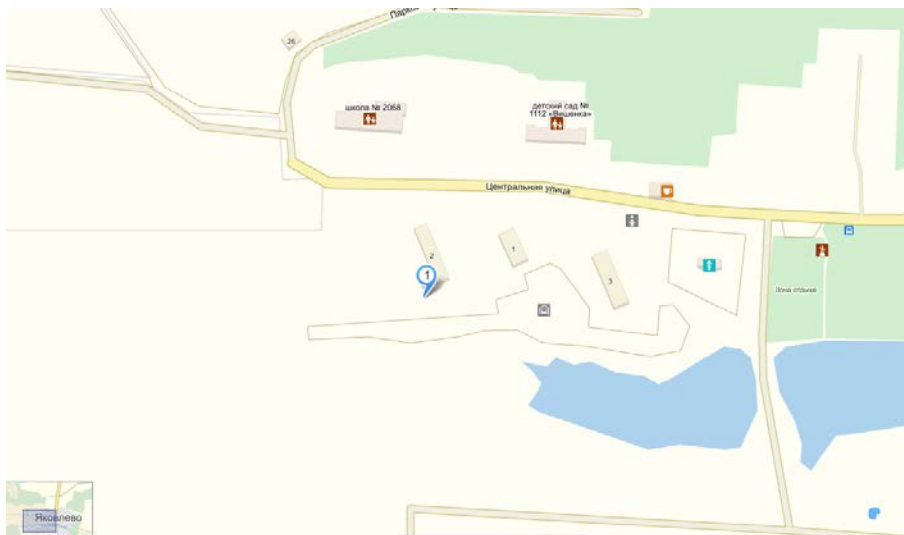 26
школа № 2068
детский сад №
1112 «Вишенка»
Центральная улица
2
1
3
1
Зона отдыха
Яковлево